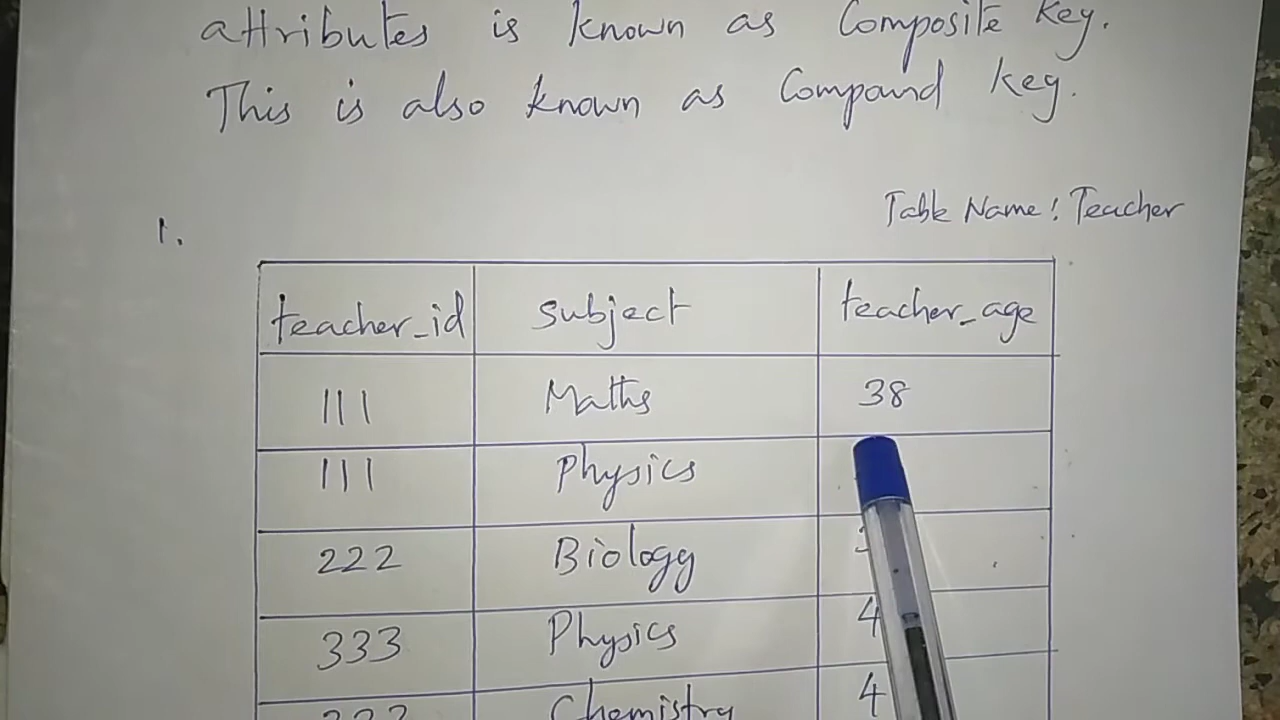 attributes is known as Composite key.
This is also known as Compound key.
Table Name: Teacher
1.
teacher_id subject teacher_age
111 Maths 38
111 Physics
222 Biology
333 Physics
Chemistry